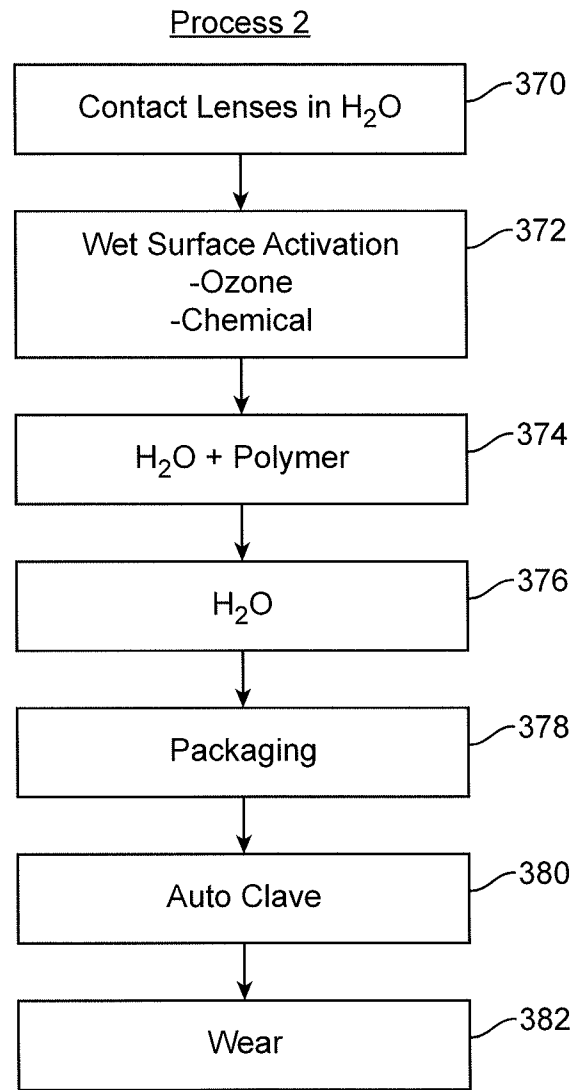 Process 2
Contact Lenses in H₂O
370
Wet Surface Activation
-Ozone
-Chemical
372
H₂O + Polymer
374
H₂O
376
Packaging
378
Auto Clave
380
Wear
382